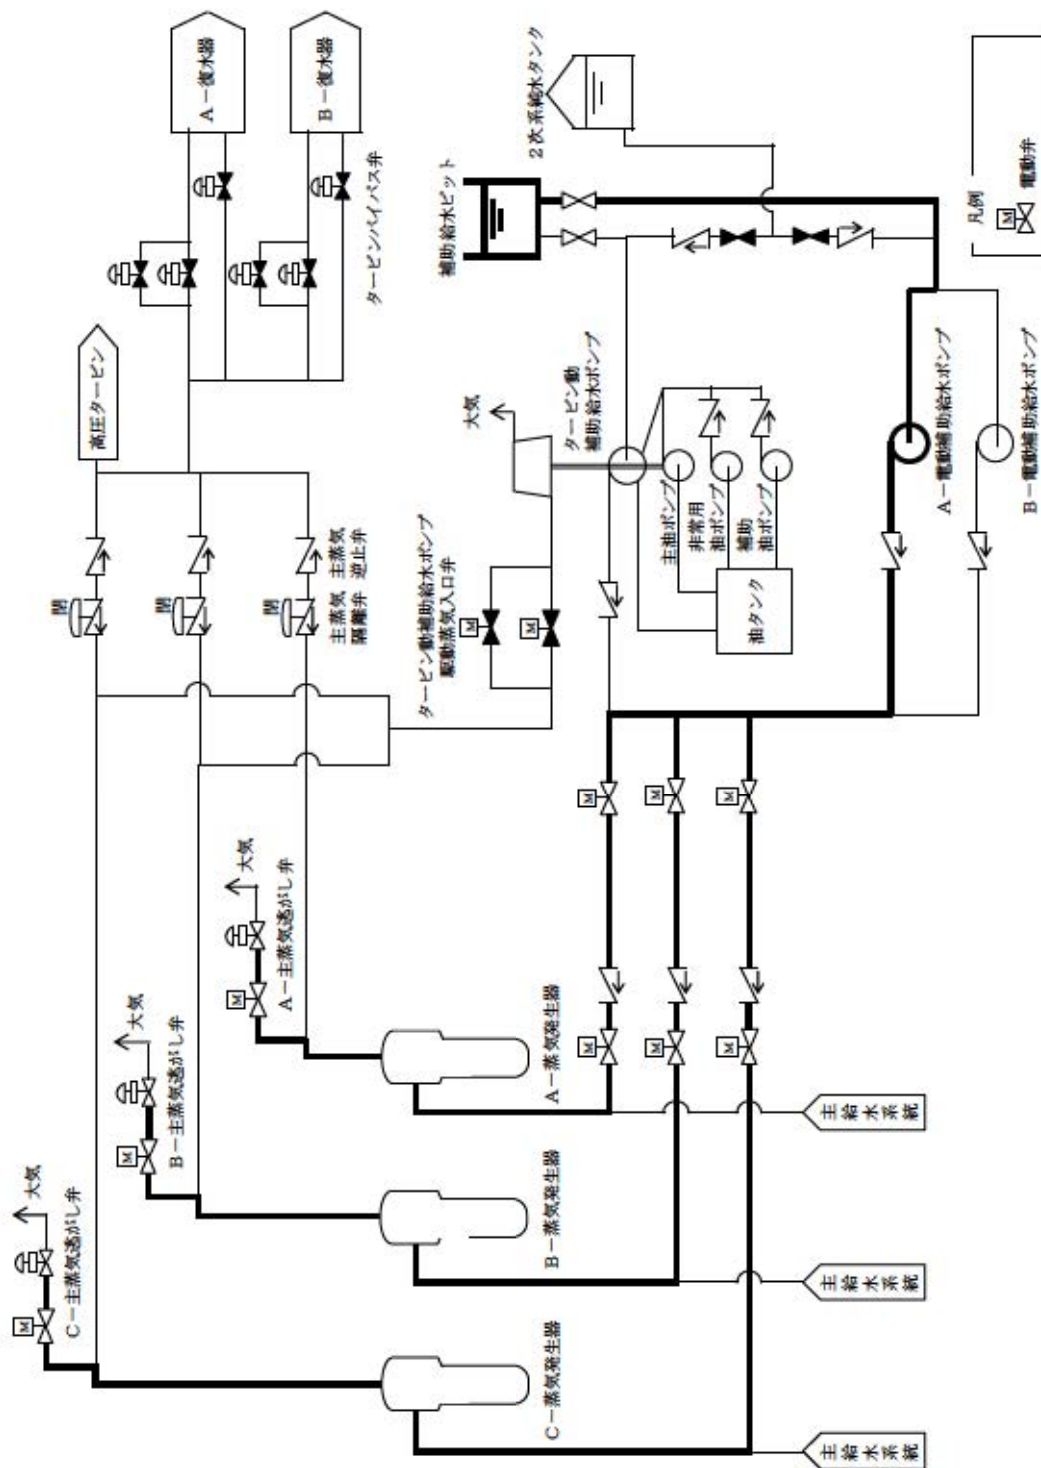 A－復水器
B－復水器
タービンバイパス弁
高圧タービン
2次系純水タンク
補助給水ピット
凡例
M
電動弁
閉
閉
閉
主蒸気
隔離弁
主蒸気
逆止弁
大気
タービン動
補助給水ポンプ
タービン動補助給水ポンプ
駆動蒸気入口弁
M
M
主油ポンプ
非常用
油ポンプ
補助
油ポンプ
油タンク
A－電動補助給水ポンプ
B－電動補助給水ポンプ
大気
M
A－主蒸気逃がし弁
大気
M
B－主蒸気逃がし弁
大気
M
C－主蒸気逃がし弁
M
M
M
M
M
M
A－蒸気発生器
B－蒸気発生器
C－蒸気発生器
主給水系統
主給水系統
主給水系統